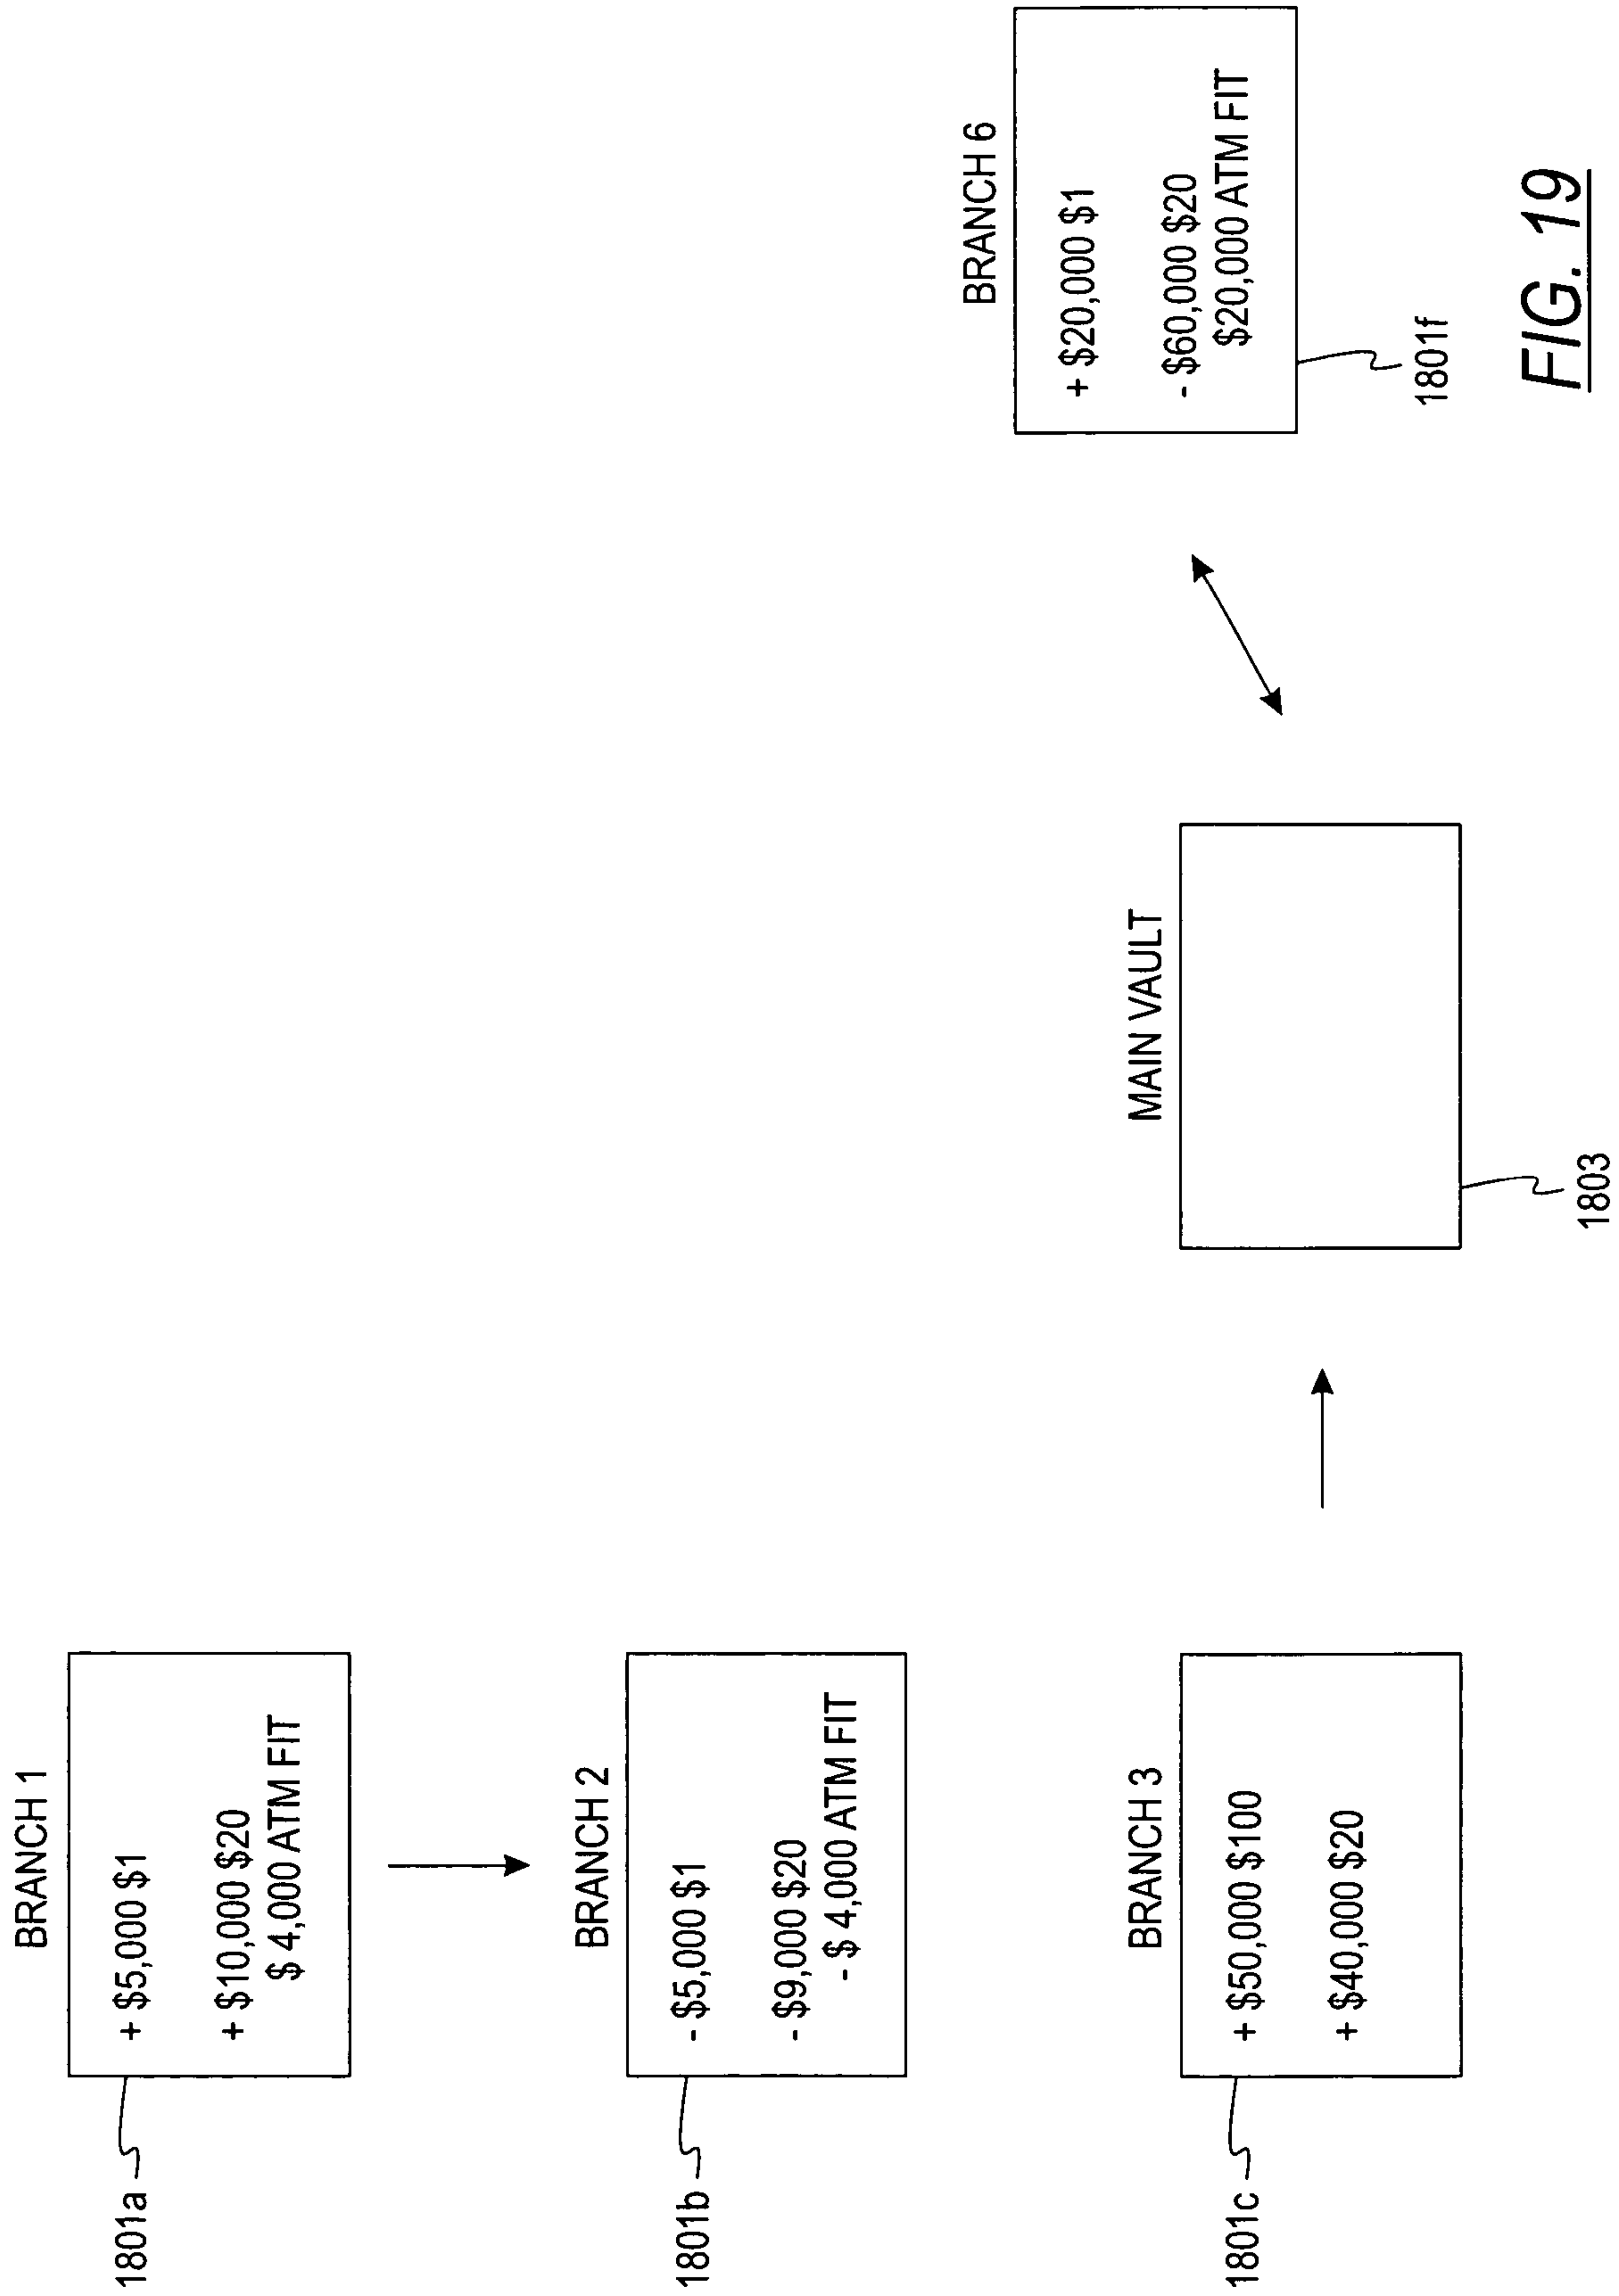 BRANCH 1
+ $5,000 $1
+ $10,000 $20
$ 4,000 ATM FIT
1801a
BRANCH 2
- $5,000 $1
- $9,000 $20
- $ 4,000 ATM FIT
1801b
BRANCH 3
+ $50,000 $100
+ $40,000 $20
1801c
MAIN VAULT
1803
BRANCH 6
+ $20,000 $1
- $60,000 $20
$20,000 ATM FIT
1801f
FIG. 19